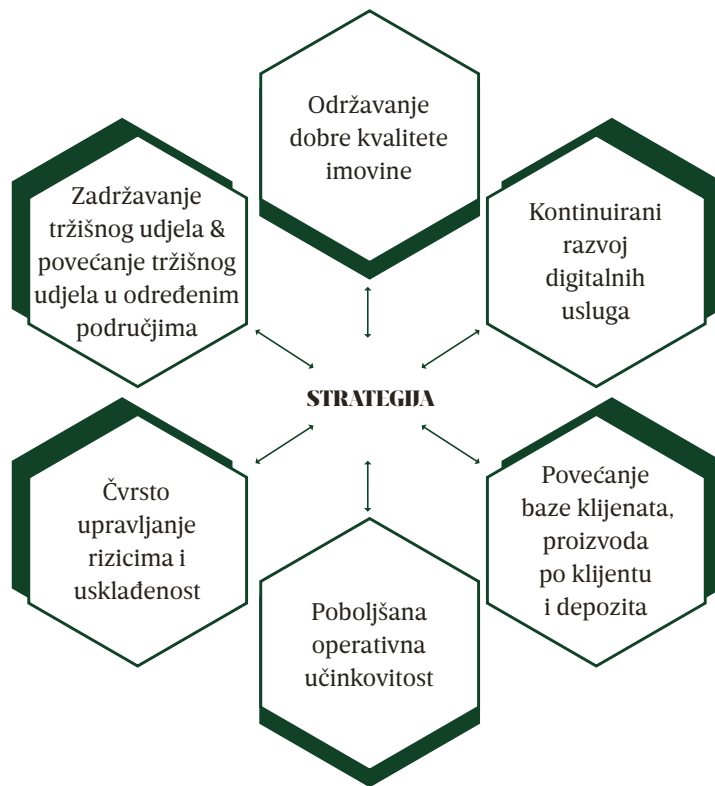 Održavanje
dobre kvalitete
imovine
Zadržavanje
tržišnog udjela &
povećanje tržišnog
udjela u određenim
područjima
Kontinuirani
razvoj
digitalnih
usluga
STRATEGIJA
Čvrsto
upravljanje
rizicima i
usklađenost
Povećanje
baze klijenata,
proizvoda
po klijentu
i depozita
Poboljšana
operativna
učinkovitost